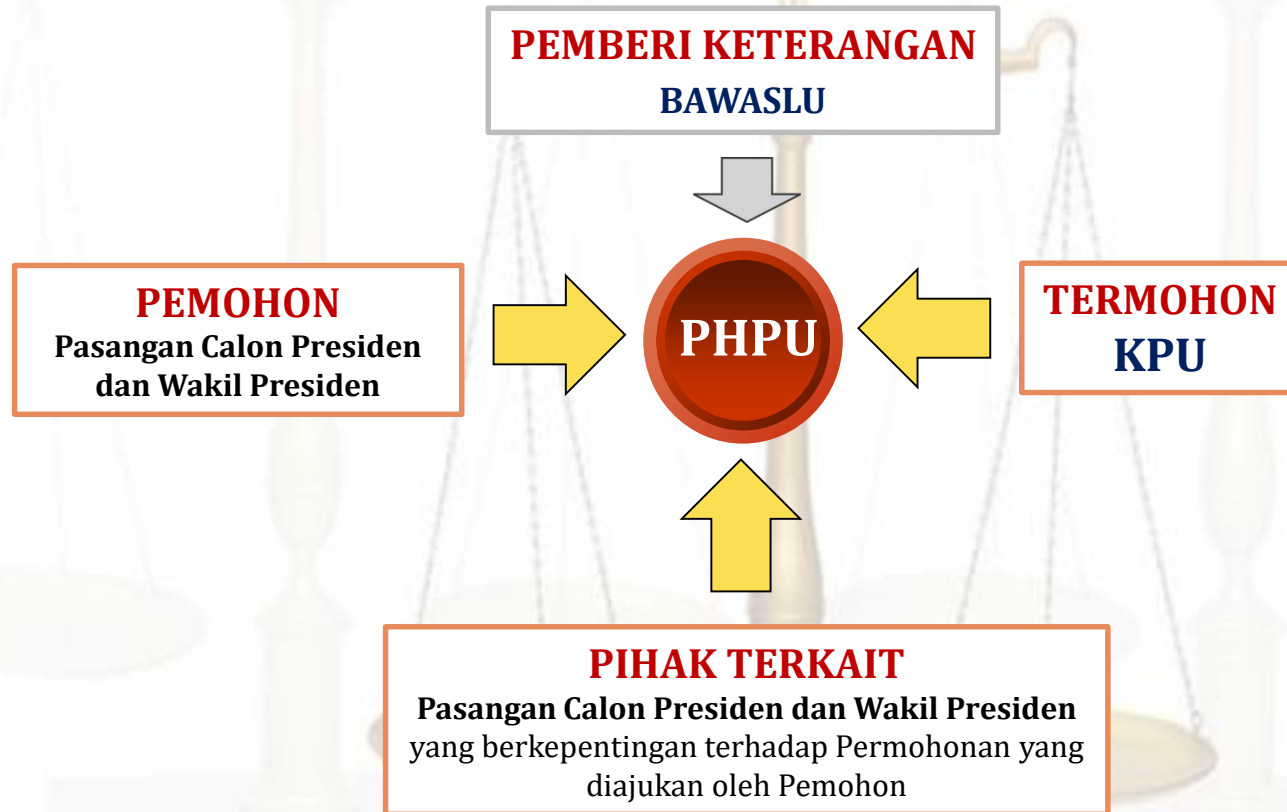 PEMBERI KETERANGAN
BAWASLU
PEMOHON
Pasangan Calon Presiden
dan Wakil Presiden
PHPU
TERMOHON
KPU
PIHAK TERKAIT
Pasangan Calon Presiden dan Wakil Presiden
yang berkepentingan terhadap Permohonan yang
diajukan oleh Pemohon